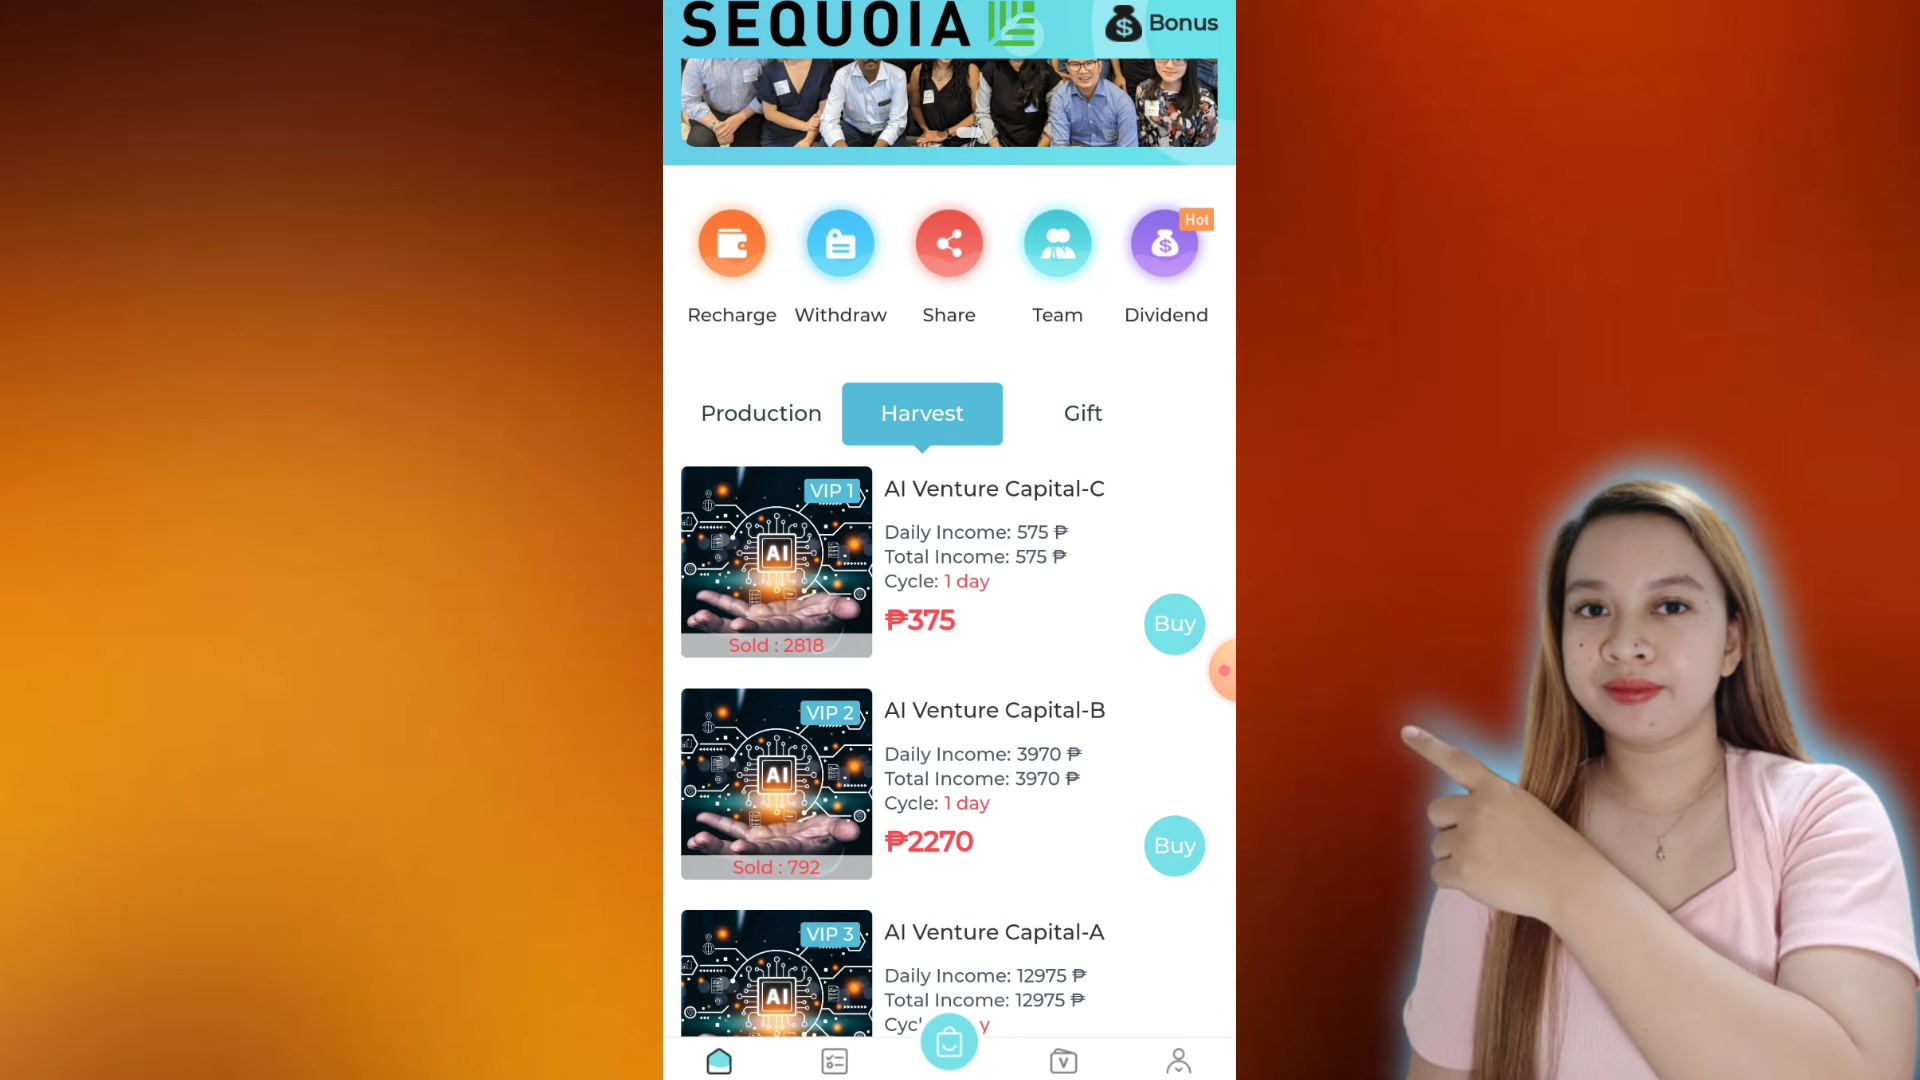 SEQUOIA
Bonus
Hot
Recharge
Withdraw
Share
Team
Dividend
Production
Harvest
Gift
VIP 1
AI
Sold : 2818
AI Venture Capital-C
Daily Income: 575 ₱
Total Income: 575 ₱
Cycle: 1 day
₱375
Buy
VIP 2
AI
Sold : 792
AI Venture Capital-B
Daily Income: 3970 ₱
Total Income: 3970 ₱
Cycle: 1 day
₱2270
Buy
VIP 3
AI
AI Venture Capital-A
Daily Income: 12975 ₱
Total Income: 12975 ₱